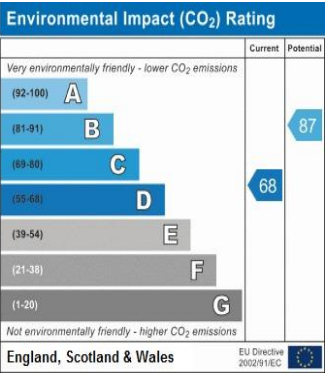 Environmental Impact (CO₂) Rating
Current Potential
Very environmentally friendly - lower CO₂ emissions
(92-100) A
(81-91) B
87
(69-80) C
(55-68) D
68
(39-54) E
(21-38) F
(1-20) G
Not environmentally friendly - higher CO₂ emissions
England, Scotland & Wales
EU Directive
2002/91/EC